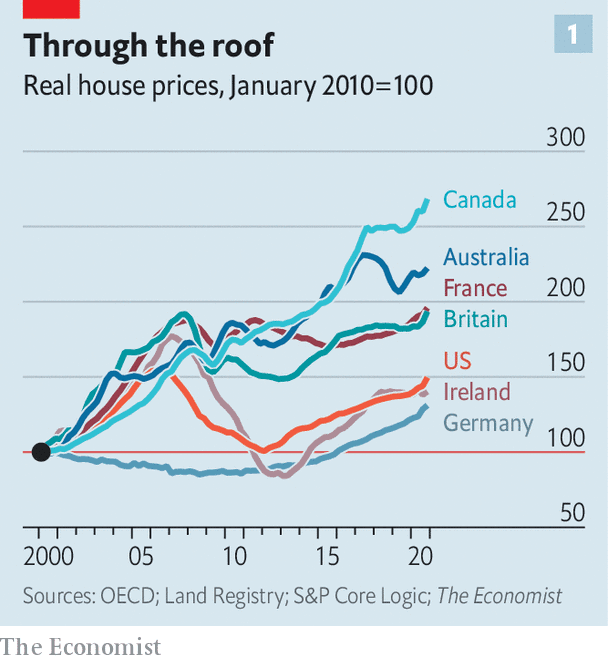 1
Through the roof
Real house prices, January 2010=100
300
Canada
250
Australia
France
200
Britain
US
150
Ireland
Germany
100
50
2000 05 10 15 20
Sources: OECD; Land Registry; S&P Core Logic; The Economist
The Economist